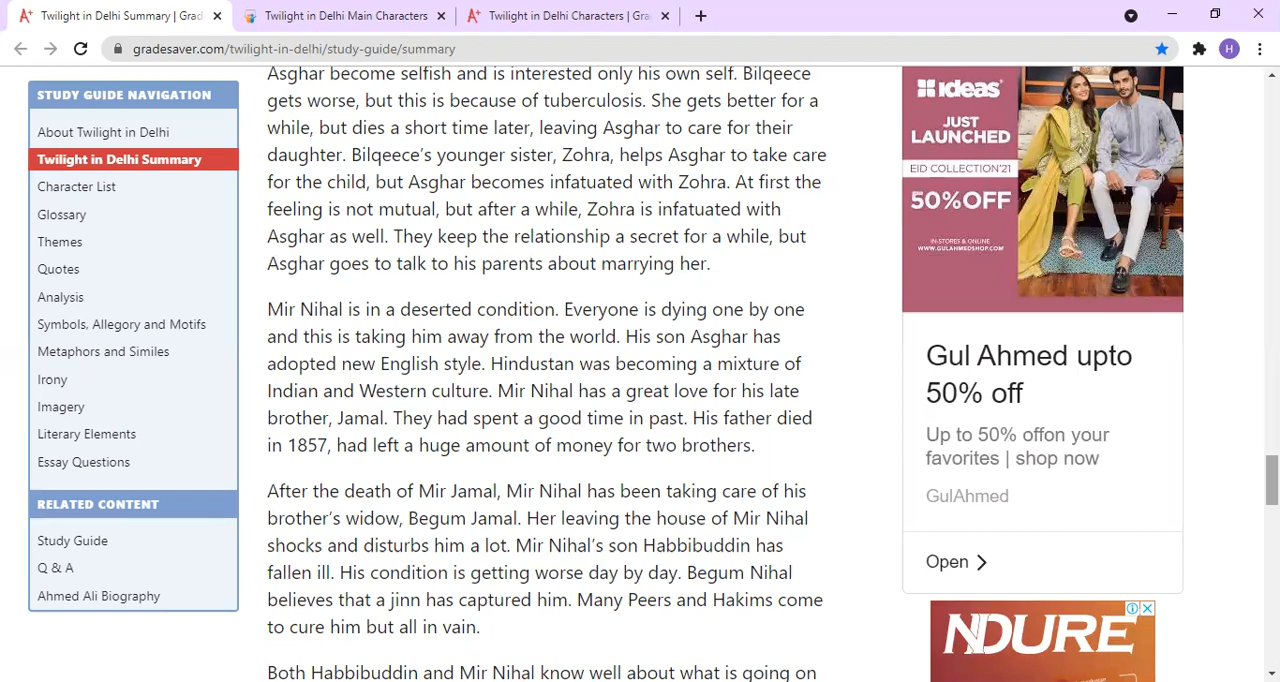 Twilight in Delhi Summary | Grad
Twilight in Delhi Main Characters
Twilight in Delhi Characters | Gra
gradesaver.com/twilight-in-delhi/study-guide/summary
H
STUDY GUIDE NAVIGATION
About Twilight in Delhi
Twilight in Delhi Summary
Character List
Glossary
Themes
Quotes
Analysis
Symbols, Allegory and Motifs
Metaphors and Similes
Irony
Imagery
Literary Elements
Essay Questions
RELATED CONTENT
Study Guide
Q & A
Ahmed Ali Biography
Asghar become selfish and is interested only his own self. Bilqeece
gets worse, but this is because of tuberculosis. She gets better for a
while, but dies a short time later, leaving Asghar to care for their
daughter. Bilqeece’s younger sister, Zohra, helps Asghar to take care
for the child, but Asghar becomes infatuated with Zohra. At first the
feeling is not mutual, but after a while, Zohra is infatuated with
Asghar as well. They keep the relationship a secret for a while, but
Asghar goes to talk to his parents about marrying her.
Mir Nihal is in a deserted condition. Everyone is dying one by one
and this is taking him away from the world. His son Asghar has
adopted new English style. Hindustan was becoming a mixture of
Indian and Western culture. Mir Nihal has a great love for his late
brother, Jamal. They had spent a good time in past. His father died
in 1857, had left a huge amount of money for two brothers.
After the death of Mir Jamal, Mir Nihal has been taking care of his
brother’s widow, Begum Jamal. Her leaving the house of Mir Nihal
shocks and disturbs him a lot. Mir Nihal’s son Habbibuddin has
fallen ill. His condition is getting worse day by day. Begum Nihal
believes that a jinn has captured him. Many Peers and Hakims come
to cure him but all in vain.
Both Habbibuddin and Mir Nihal know well about what is going on
ideas
JUST
LAUNCHED
EID COLLECTION'21
50%OFF
IN-STORES & ONLINE
WWW.GULAHMEDSHOP.COM
Gul Ahmed upto
50% off
Up to 50% offon your
favorites | shop now
GulAhmed
Open
NDURE